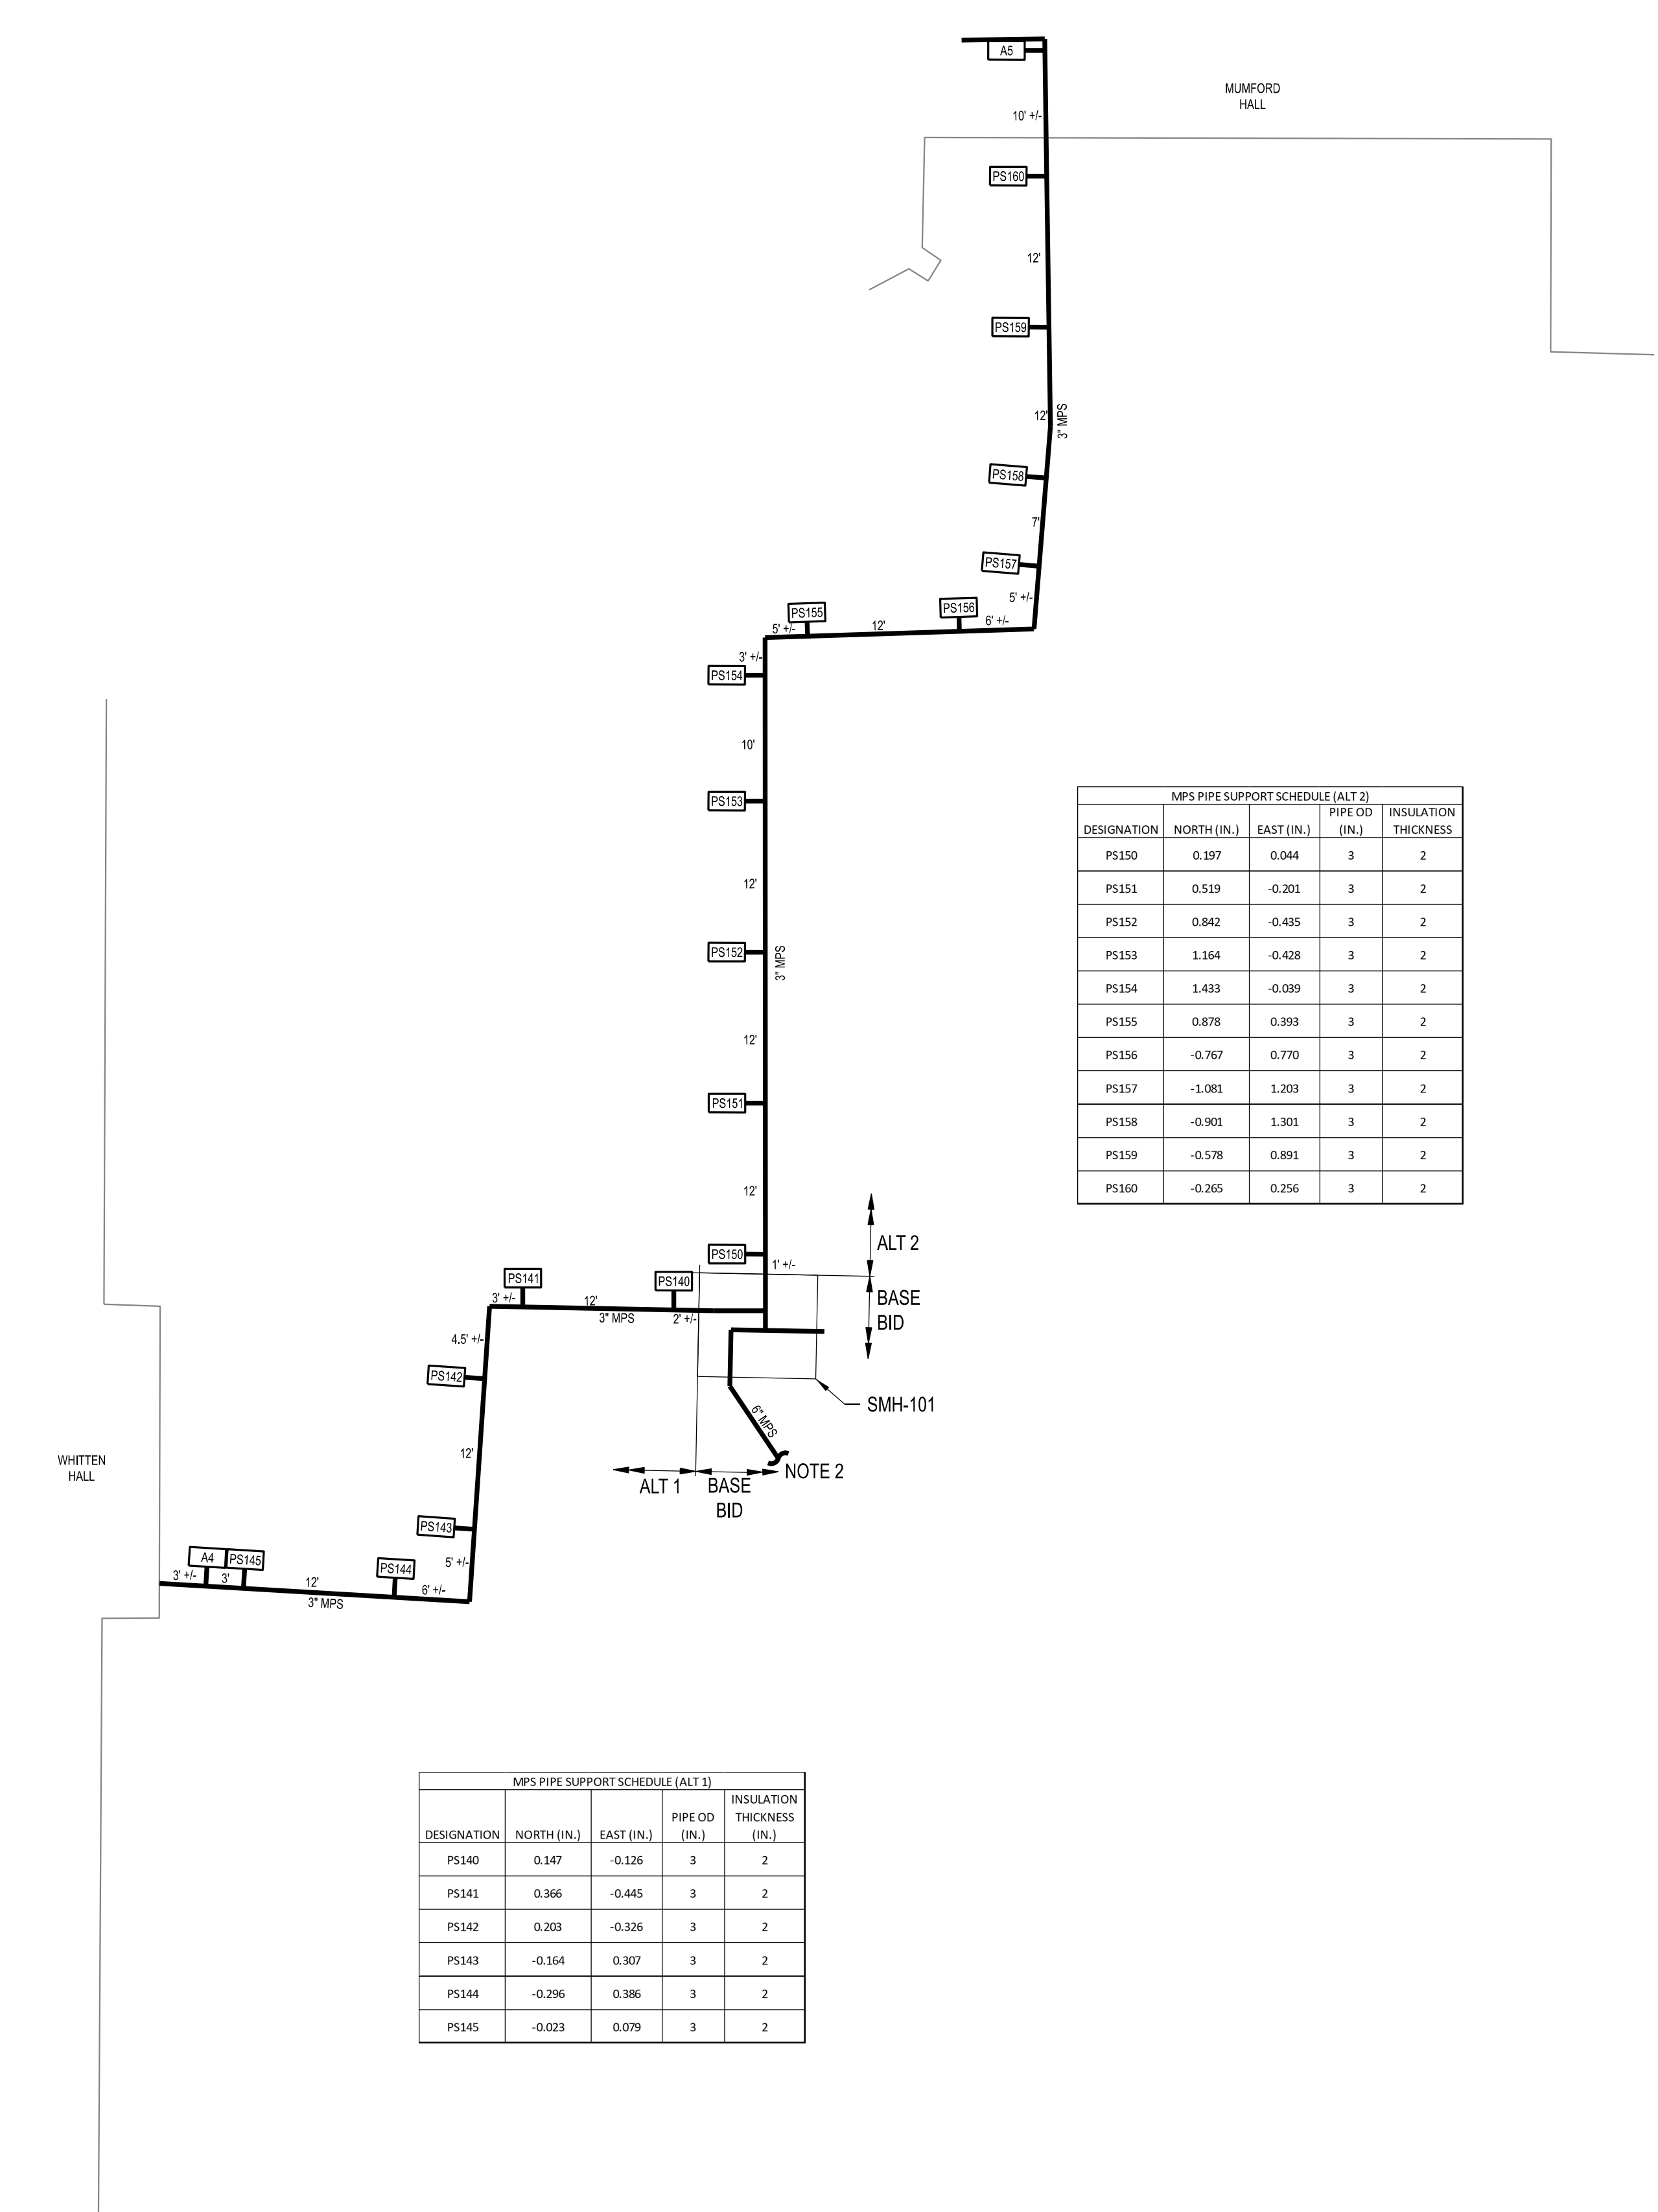 A5
MUMFORD
HALL
10' +/-
PS160
12'
PS159
12'
3" MPS
PS158
7'
PS157
5' +/-
PS155
PS156
5' +/-
12'
6' +/-
3' +/-
PS154
10'
PS153
12'
PS152
3" MPS
12'
PS151
12'
PS150
1' +/-
MPS PIPE SUPPORT SCHEDULE (ALT 2)
DESIGNATION NORTH (IN.) EAST (IN.) PIPE OD (IN.) INSULATION THICKNESS
PS150 0.197 0.044 3 2
PS151 0.519 -0.201 3 2
PS152 0.842 -0.435 3 2
PS153 1.164 -0.428 3 2
PS154 1.433 -0.039 3 2
PS155 0.878 0.393 3 2
PS156 -0.767 0.770 3 2
PS157 -1.081 1.203 3 2
PS158 -0.901 1.301 3 2
PS159 -0.578 0.891 3 2
PS160 -0.265 0.256 3 2
ALT 2
BASE
BID
PS141
PS140
3' +/-
12'
3" MPS
2' +/-
4.5' +/-
PS142
SMH-101
6" MPS
12'
WHITTEN
HALL
NOTE 2
ALT 1
BASE
BID
PS143
5' +/-
A4
PS145
PS144
3' +/-
3'
12'
6' +/-
3" MPS
MPS PIPE SUPPORT SCHEDULE (ALT 1)
DESIGNATION NORTH (IN.) EAST (IN.) PIPE OD (IN.) INSULATION THICKNESS (IN.)
PS140 0.147 -0.126 3 2
PS141 0.366 -0.445 3 2
PS142 0.203 -0.326 3 2
PS143 -0.164 0.307 3 2
PS144 -0.296 0.386 3 2
PS145 -0.023 0.079 3 2